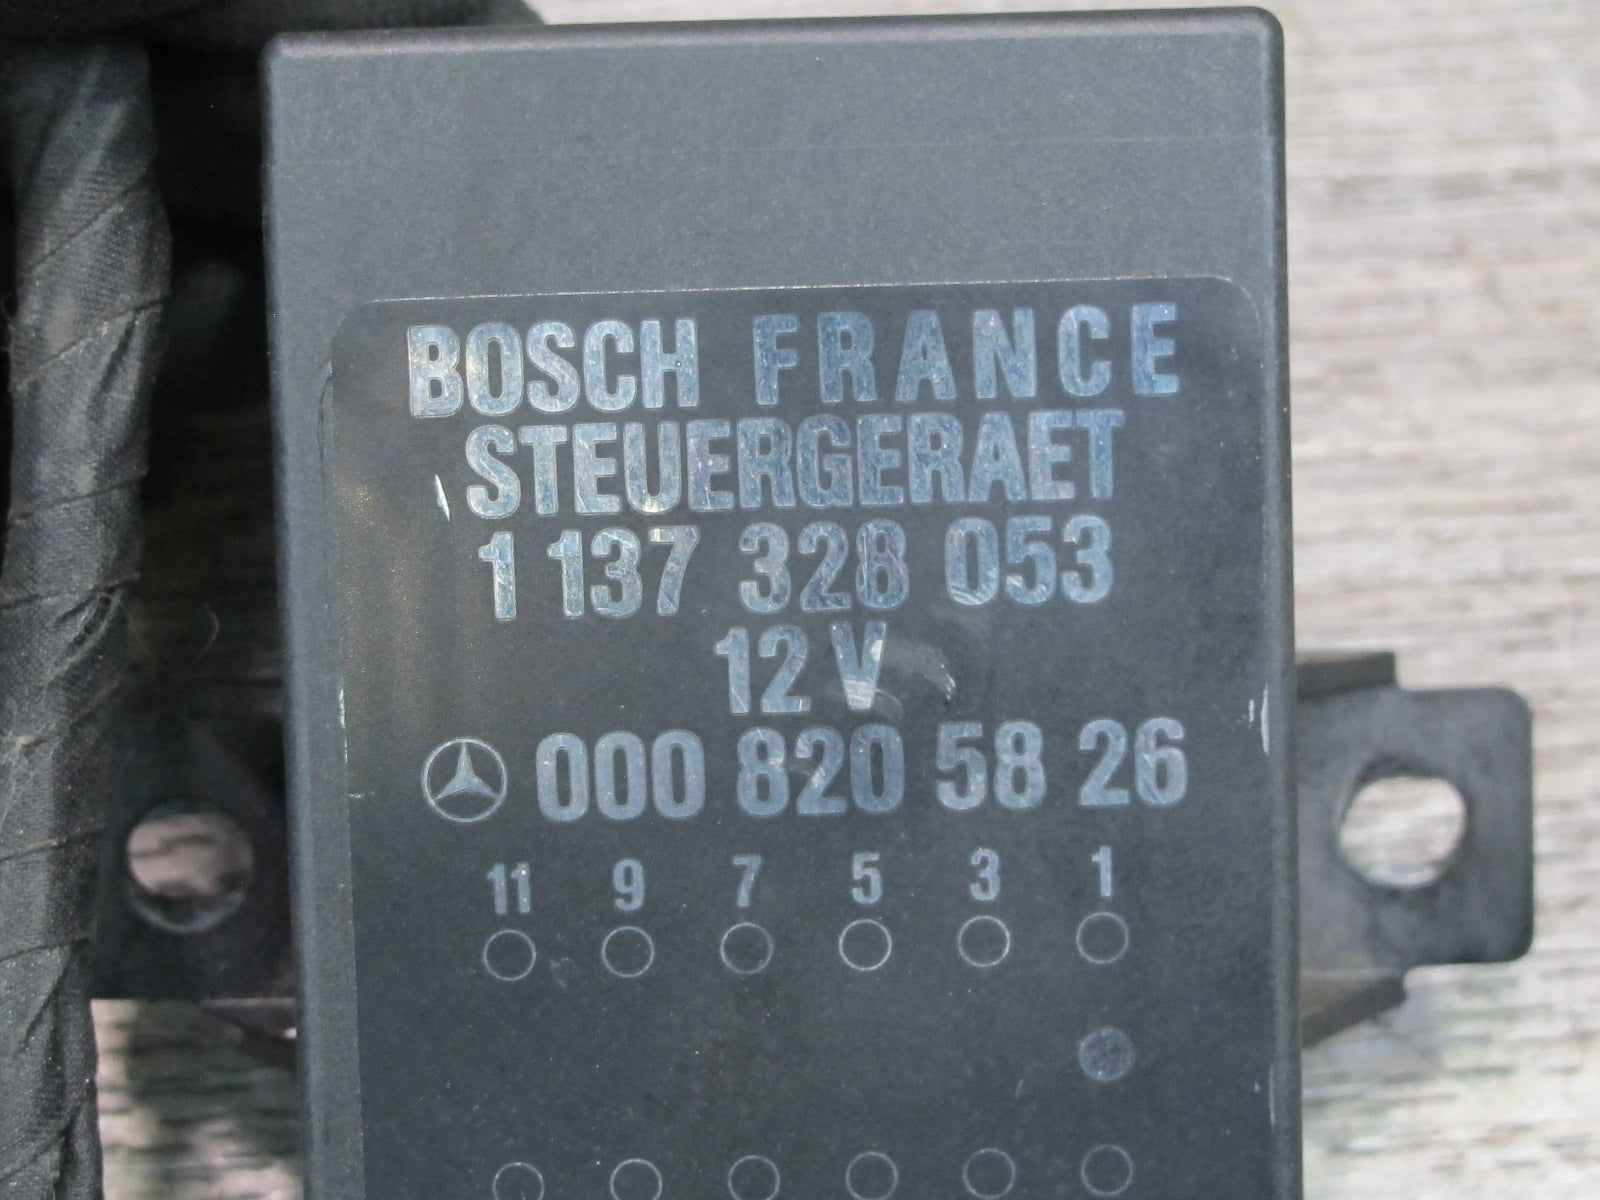 BOSCH FRANCE
STEUERGERAET
1 137 328 053
12 V
000 820 58 26
11 9 7 5 3 1